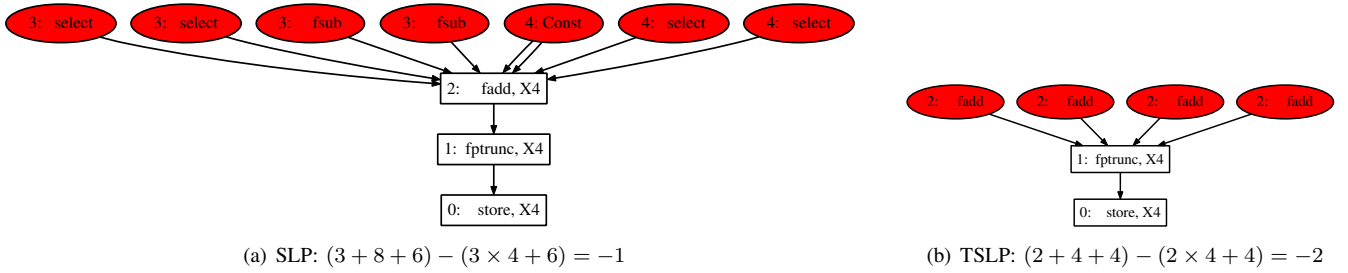 3: select 3: select 3: fsub 3: fsub 4: Const 4: select 4: select
2: fadd, X4
1: fptrunc, X4
0: store, X4
(a) SLP: (3 + 8 + 6) − (3 × 4 + 6) = −1
2: fadd 2: fadd 2: fadd 2: fadd
1: fptrunc, X4
0: store, X4
(b) TSLP: (2 + 4 + 4) − (2 × 4 + 4) = −2